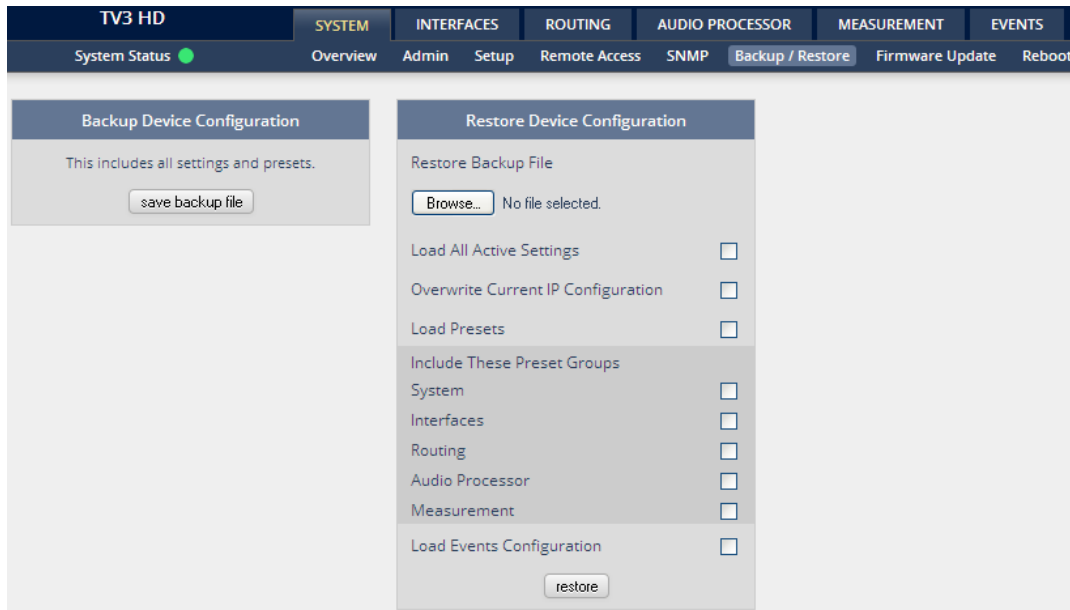 TV3 HD
SYSTEM INTERFACES ROUTING AUDIO PROCESSOR MEASUREMENT EVENTS
System Status Overview Admin Setup Remote Access SNMP Backup / Restore Firmware Update Reboot
Backup Device Configuration
This includes all settings and presets.
save backup file
Restore Device Configuration
Restore Backup File
Browse... No file selected.
Load All Active Settings
Overwrite Current IP Configuration
Load Presets
Include These Preset Groups
System
Interfaces
Routing
Audio Processor
Measurement
Load Events Configuration
restore